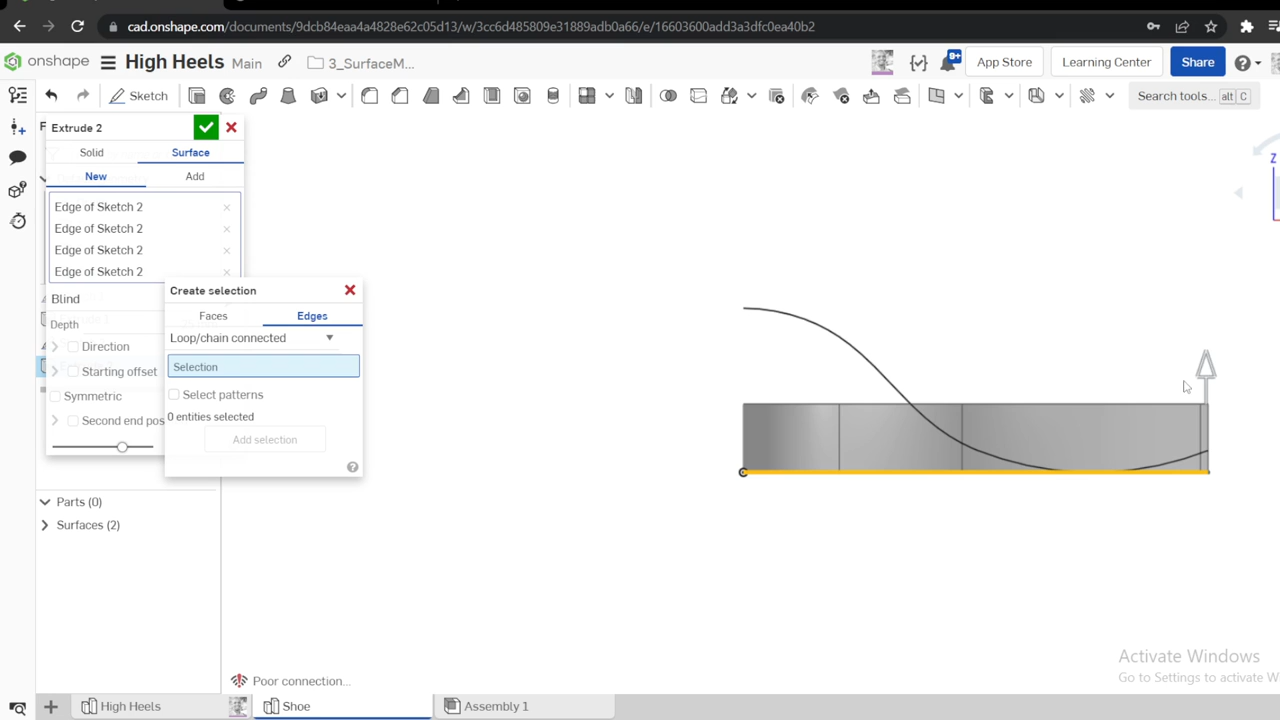 cad.onshape.com/documents/9dcb84eaa4a4828e62c05d13/w/3cc6d485809e31889adb0a66/e/16603600add3a3dfc0ea40b2
onshape High Heels Main 3_SurfaceM... App Store Learning Center Share
Sketch Search tools... alt C
Extrude 2
Solid Surface
New Add
Edge of Sketch 2
Edge of Sketch 2
Edge of Sketch 2
Edge of Sketch 2
Blind
Depth
Direction
Starting offset
Symmetric
Second end pos
Create selection
Faces Edges
Loop/chain connected
Selection
Select patterns
0 entities selected
Add selection
Parts (0)
Surfaces (2)
Z
Poor connection...
Activate Windows
Go to Settings to activate W
High Heels Shoe Assembly 1